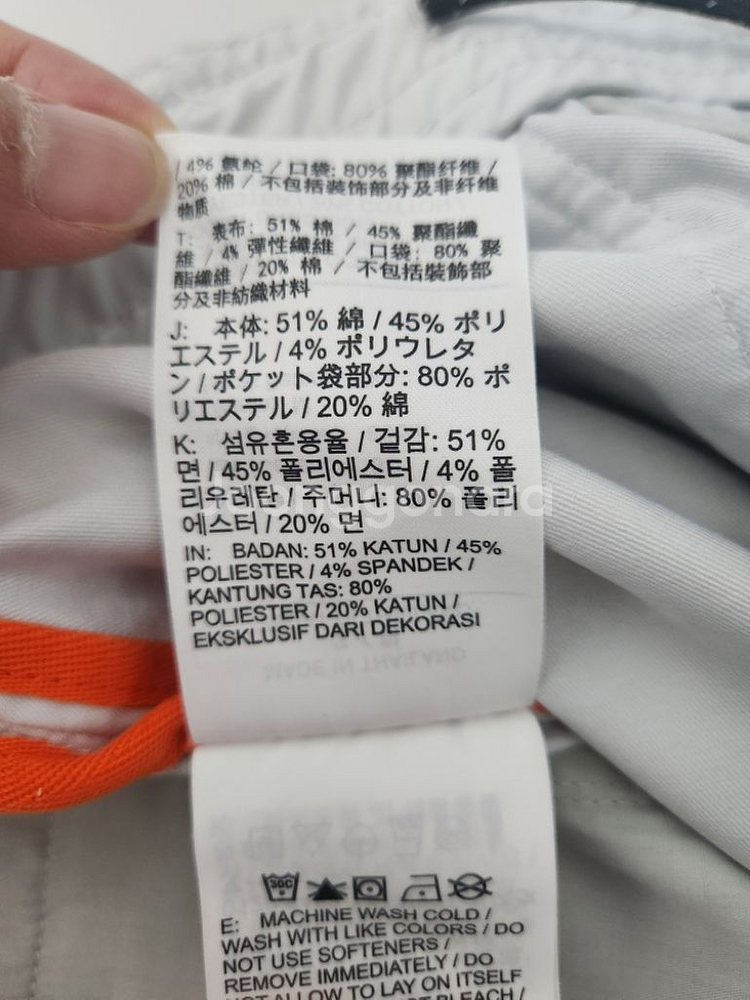 / 4% 氨纶 / 口袋: 80% 聚酯纤维 /
20% 棉 / 不包括装饰部分及非纤维
物质
T: 表布: 51% 棉 / 45% 聚酯纖
維 / 4% 彈性纖維 / 口袋: 80% 聚
酯纖維 / 20% 棉 / 不包括裝飾部
分及非紡織材料
J: 本体: 51% 綿 / 45% ポリ
エステル / 4% ポリウレタ
ン / ポケット袋部分: 80% ポ
リエステル / 20% 綿
K: 섬유혼용율 / 겉감: 51%
면 / 45% 폴리에스터 / 4% 폴
리우레탄 / 주머니: 80% 폴리
에스터 / 20% 면
IN: BADAN: 51% KATUN / 45%
POLIESTER / 4% SPANDEK /
KANTUNG TAS: 80%
POLIESTER / 20% KATUN /
EKSKLUSIF DARI DEKORASI
MADE IN THAILAND
30C
E: MACHINE WASH COLD /
WASH WITH LIKE COLORS / DO
NOT USE SOFTENERS /
REMOVE IMMEDIATELY / DO
NOT ALLOW TO LAY ON ITSELF
BLEACH /